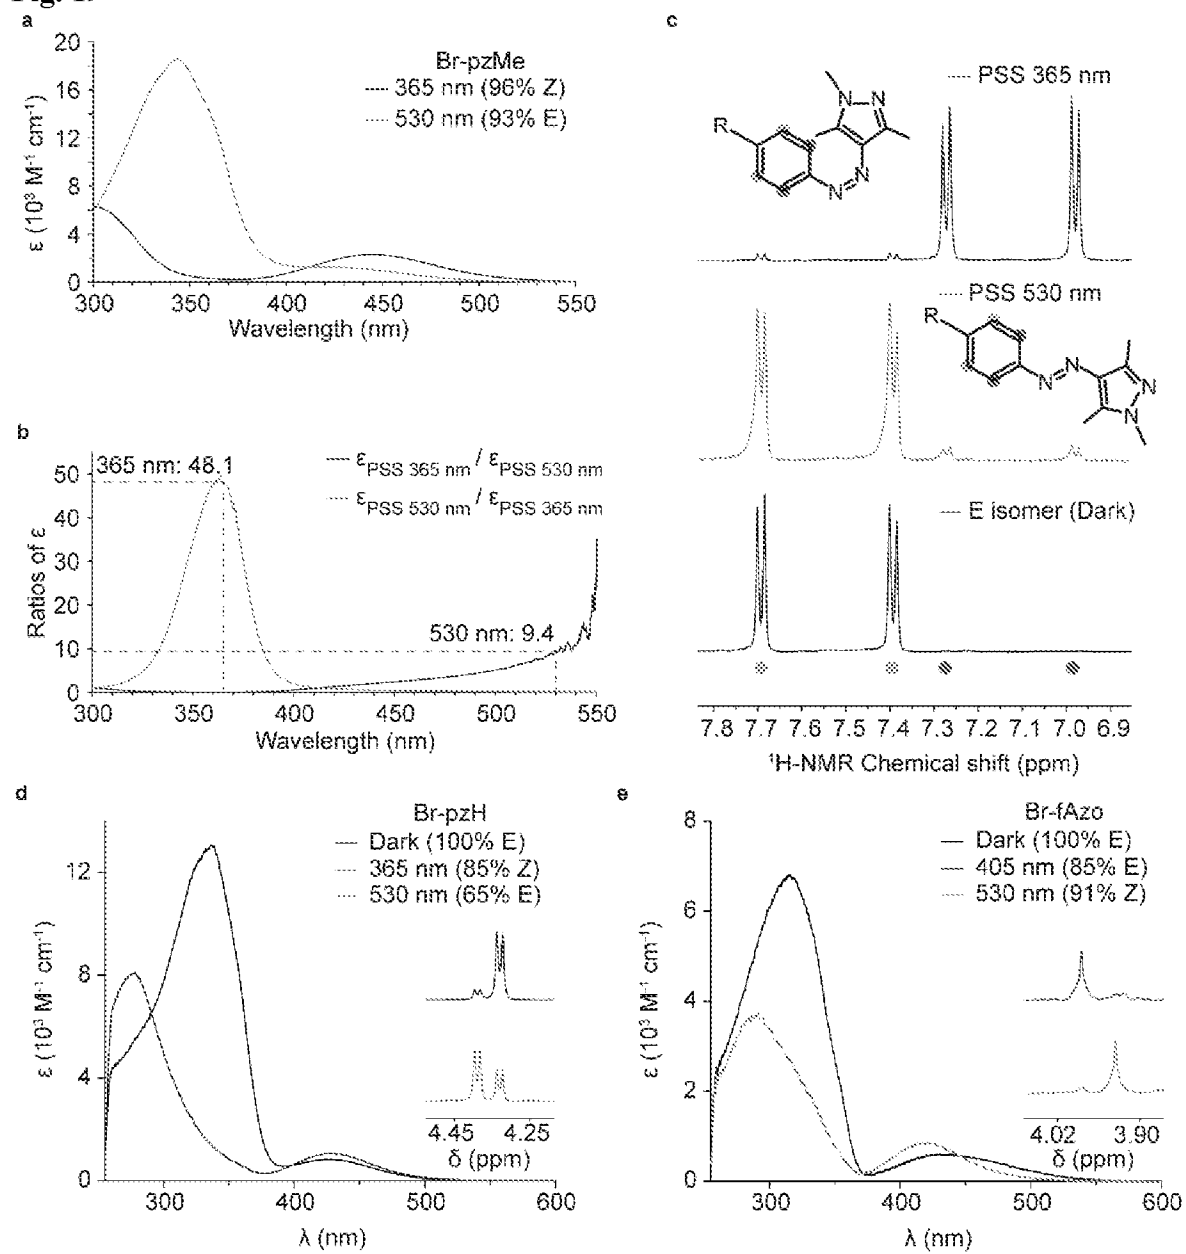 a
20
16
12
8
4
0
ε (10³ M⁻¹ cm⁻¹)
Br-pzMe
365 nm (96% Z)
530 nm (93% E)
300 350 400 450 500 550
Wavelength (nm)
b
50
40
30
20
10
0
Ratios of ε
365 nm: 48.1
530 nm: 9.4
ε PSS 365 nm / ε PSS 530 nm
ε PSS 530 nm / ε PSS 365 nm
300 350 400 450 500 550
Wavelength (nm)
c
PSS 365 nm
R
N
N
N
N
PSS 530 nm
R
N
N
N
N
E isomer (Dark)
7.8 7.7 7.6 7.5 7.4 7.3 7.2 7.1 7.0 6.9
¹H-NMR Chemical shift (ppm)
d
12
8
4
0
ε (10³ M⁻¹ cm⁻¹)
Br-pzH
Dark (100% E)
365 nm (85% Z)
530 nm (65% E)
4.45 4.25
δ (ppm)
300 400 500 600
λ (nm)
e
8
6
4
2
0
ε (10³ M⁻¹ cm⁻¹)
Br-fAzo
Dark (100% E)
405 nm (85% E)
530 nm (91% Z)
4.02 3.90
δ (ppm)
300 400 500 600
λ (nm)